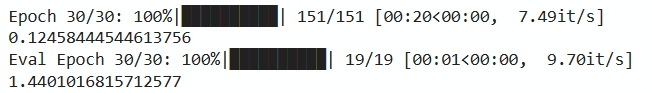 Epoch 30/30: 100%|██████████| 151/151 [00:20<00:00,  7.49it/s]
0.12458444544613756
Eval Epoch 30/30: 100%|██████████| 19/19 [00:01<00:00,  9.70it/s]
1.4401016815712577